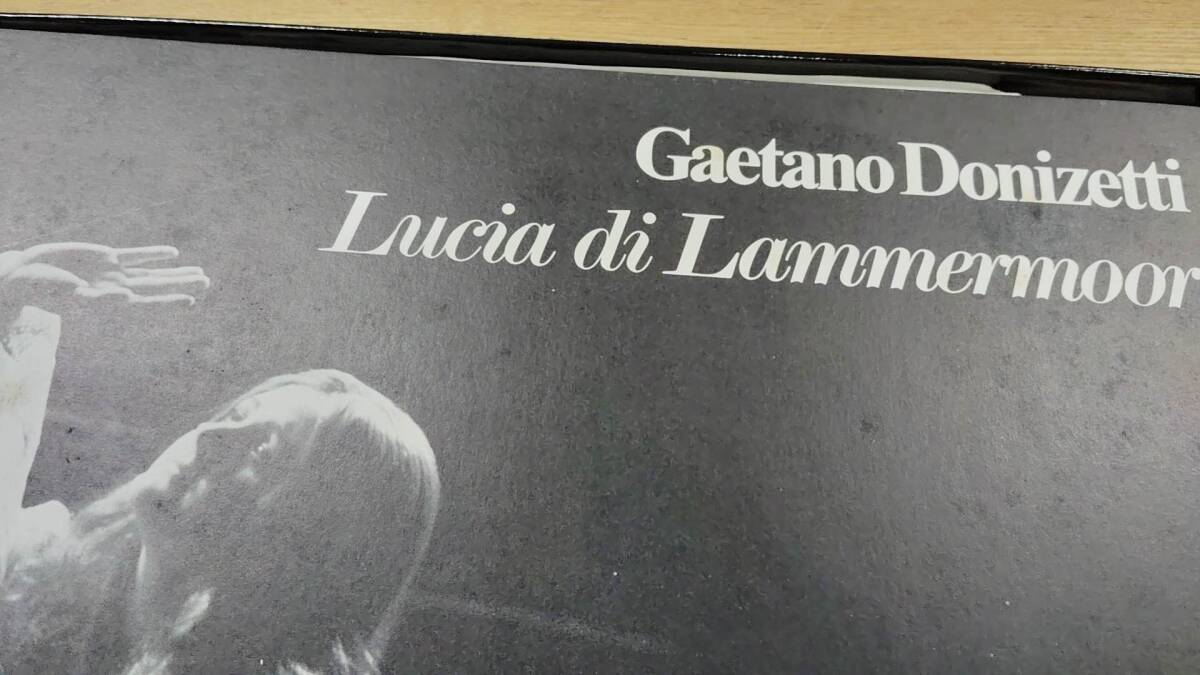 Gaetano Donizetti
Lucia di Lammermoor